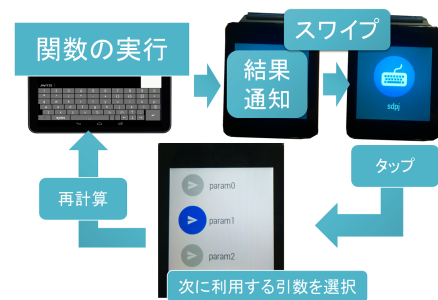 関数の実行
スワイプ
結果
通知
sdpj
タップ
再計算
param0
param1
param2
次に利用する引数を選択